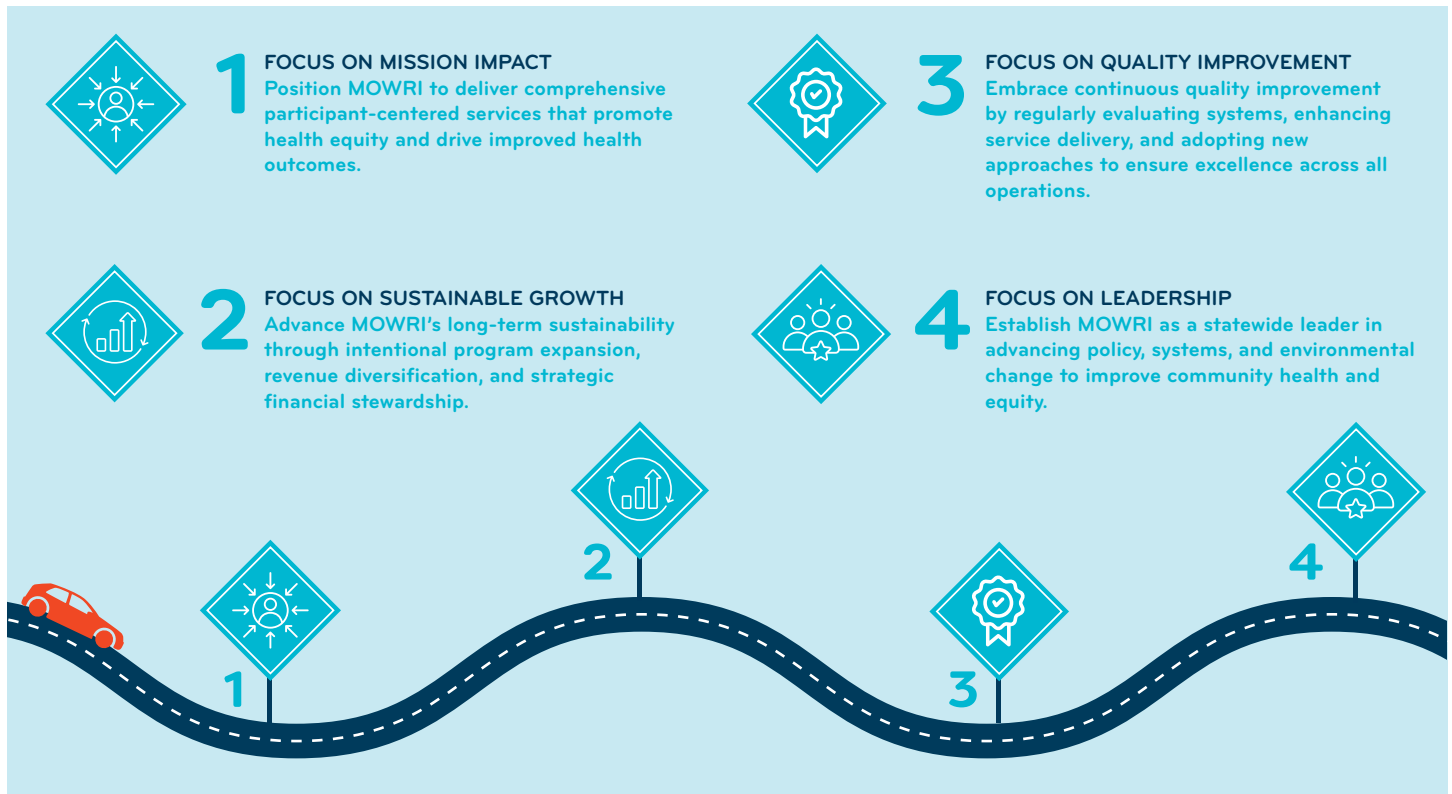 1
FOCUS ON MISSION IMPACT
Position MOWRI to deliver comprehensive
participant-centered services that promote
health equity and drive improved health
outcomes.
2
FOCUS ON SUSTAINABLE GROWTH
Advance MOWRI's long-term sustainability
through intentional program expansion,
revenue diversification, and strategic
financial stewardship.
3
FOCUS ON QUALITY IMPROVEMENT
Embrace continuous quality improvement
by regularly evaluating systems, enhancing
service delivery, and adopting new
approaches to ensure excellence across all
operations.
4
FOCUS ON LEADERSHIP
Establish MOWRI as a statewide leader in
advancing policy, systems, and environmental
change to improve community health and
equity.
1
2
3
4